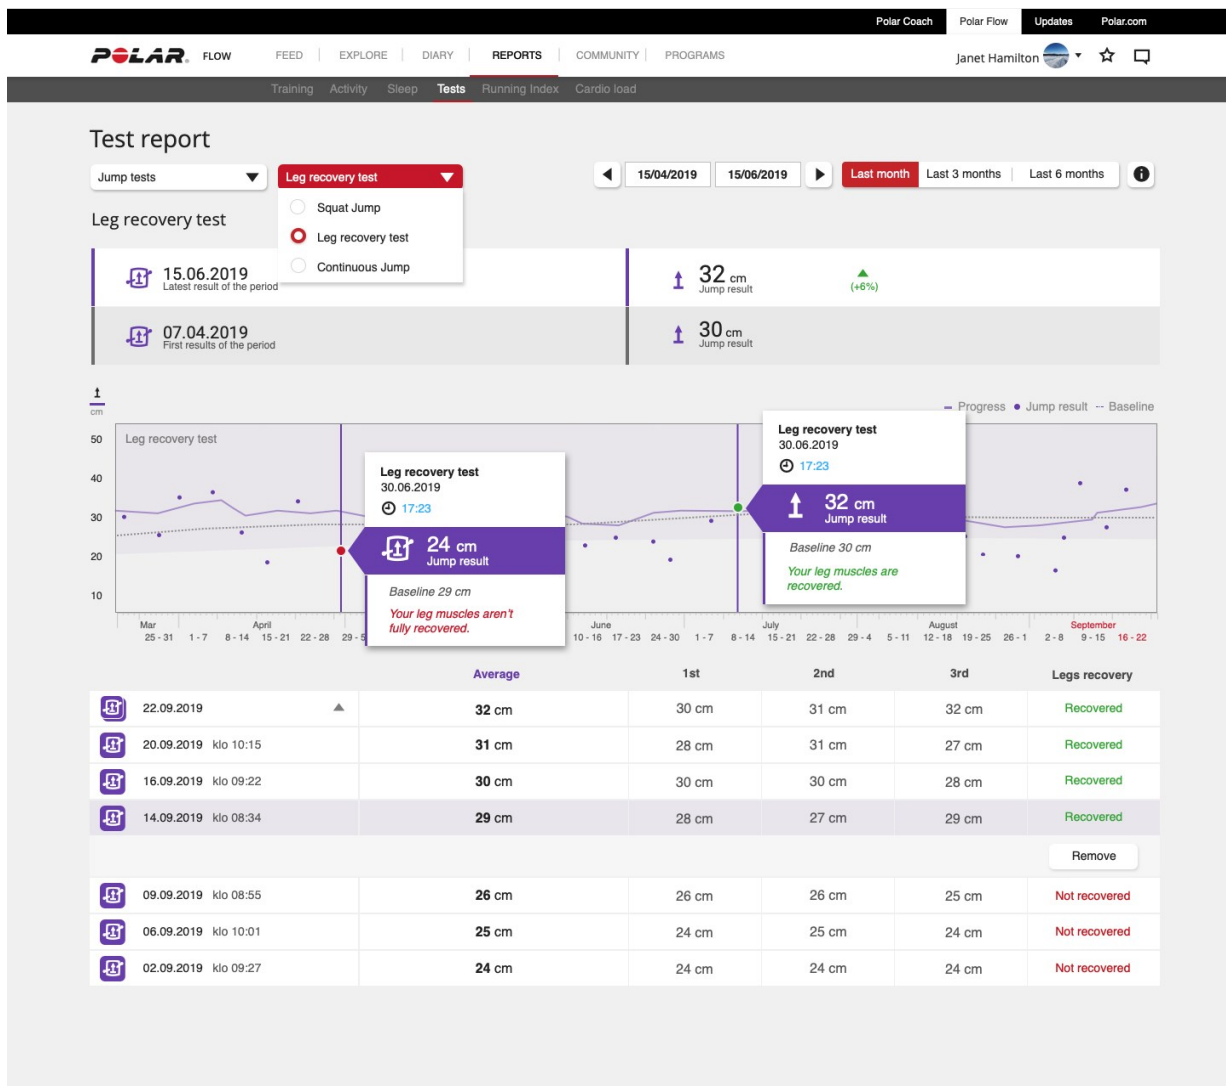 Polar Coach Polar Flow Updates Polar.com
POLAR. FLOW FEED EXPLORE DIARY REPORTS COMMUNITY PROGRAMS Janet Hamilton
Training Activity Sleep Tests Running Index Cardio load
Test report
Jump tests Leg recovery test 15/04/2019 15/06/2019 Last month Last 3 months Last 6 months i
Squat Jump
Leg recovery test
Leg recovery test
Continuous Jump
15.06.2019
Latest result of the period
32 cm
Jump result
(+6%)
07.04.2019
First results of the period
30 cm
Jump result
cm
Progress Jump result Baseline
50
40
30
20
10
Leg recovery test
Leg recovery test
30.06.2019
17:23
24 cm
Jump result
Baseline 29 cm
Your leg muscles aren't
fully recovered.
Leg recovery test
30.06.2019
17:23
32 cm
Jump result
Baseline 30 cm
Your leg muscles are
recovered.
Mar April June July August September
25 - 31 1 - 7 8 - 14 15 - 21 22 - 28 29 - 5 10 - 16 17 - 23 24 - 30 1 - 7 8 - 14 15 - 21 22 - 28 29 - 4 5 - 11 12 - 18 19 - 25 26 - 1 2 - 8 9 - 15 16 - 22
Average 1st 2nd 3rd Legs recovery
22.09.2019 32 cm 30 cm 31 cm 32 cm Recovered
20.09.2019 klo 10:15 31 cm 28 cm 31 cm 27 cm Recovered
16.09.2019 klo 09:22 30 cm 30 cm 30 cm 28 cm Recovered
14.09.2019 klo 08:34 29 cm 28 cm 27 cm 29 cm Recovered
Remove
09.09.2019 klo 08:55 26 cm 26 cm 26 cm 25 cm Not recovered
06.09.2019 klo 10:01 25 cm 24 cm 25 cm 24 cm Not recovered
02.09.2019 klo 09:27 24 cm 24 cm 24 cm 24 cm Not recovered